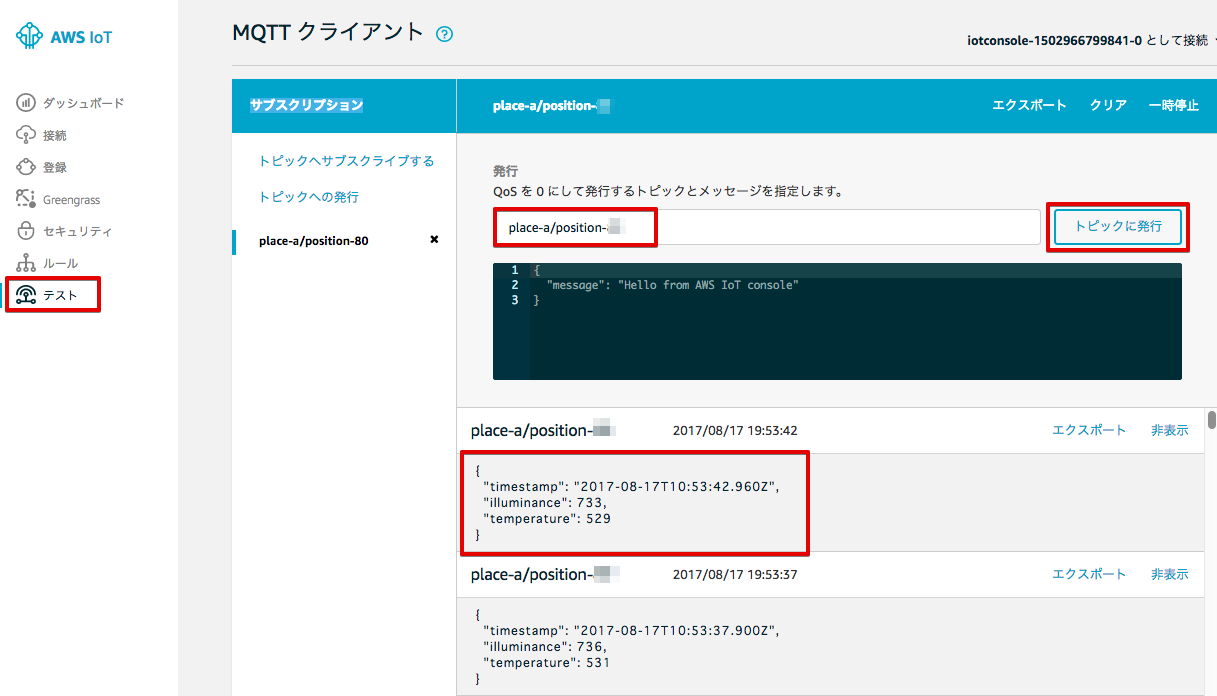 AWS IoT
ダッシュボード
接続
登録
Greengrass
セキュリティ
ルール
テスト
MQTT クライアント ?
iotconsole-1502966799841-0 として接続
サブスクリプション
トピックへサブスクライブする
トピックへの発行
place-a/position-80 ✖
place-a/position-
エクスポート クリア 一時停止
発行
QoS を 0 にして発行するトピックとメッセージを指定します。
place-a/position-
トピックに発行
1 {
2 "message": "Hello from AWS IoT console"
3 }
place-a/position- 2017/08/17 19:53:42 エクスポート 非表示
{
"timestamp": "2017-08-17T10:53:42.960Z",
"illuminance": 733,
"temperature": 529
}
place-a/position- 2017/08/17 19:53:37 エクスポート 非表示
{
"timestamp": "2017-08-17T10:53:37.900Z",
"illuminance": 736,
"temperature": 531
}